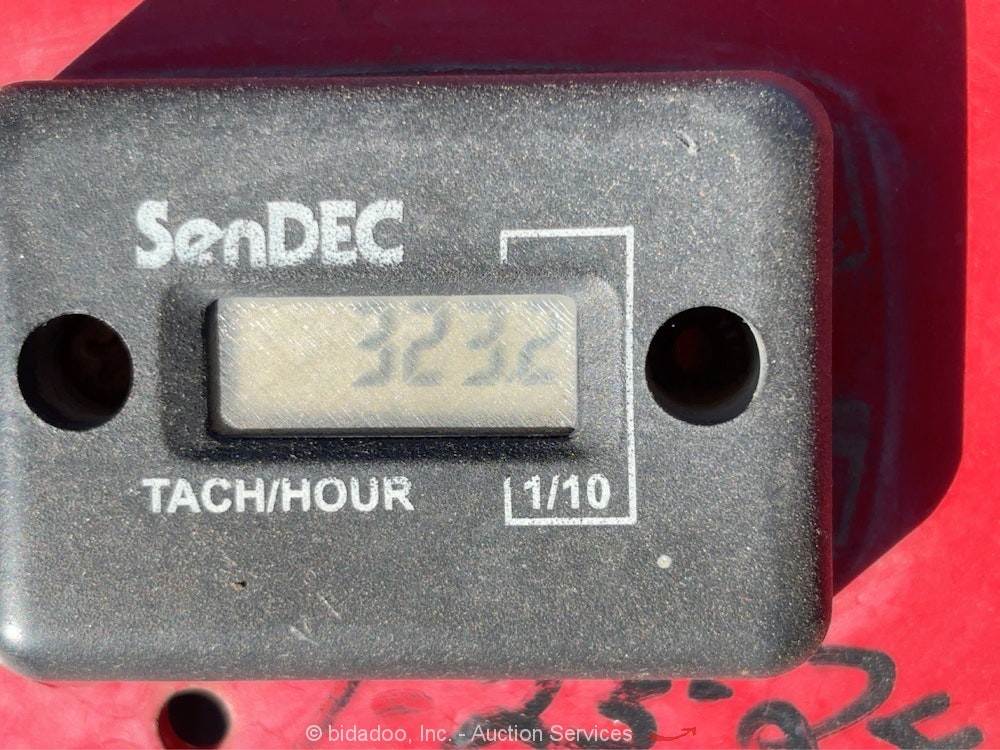 SenDEC
323.2
TACH/HOUR
1/10
© bidadoo, Inc. - Auction Services